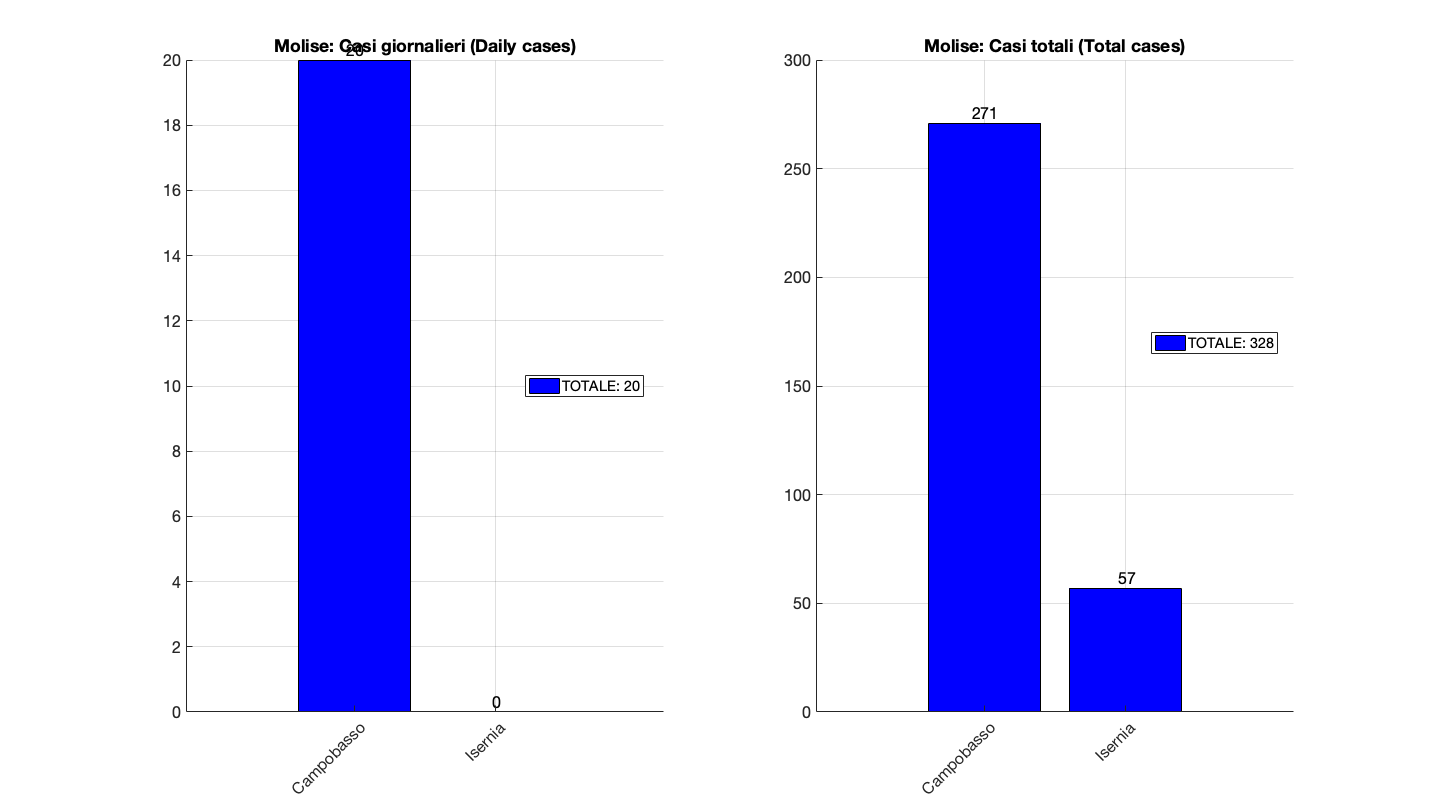 Molise: Casi giornalieri (Daily cases)
20
20
18
16
14
12
10
8
6
4
2
0
0
TOTALE: 20
Campobasso
Isernia
Molise: Casi totali (Total cases)
300
250
200
150
100
50
0
271
57
TOTALE: 328
Campobasso
Isernia